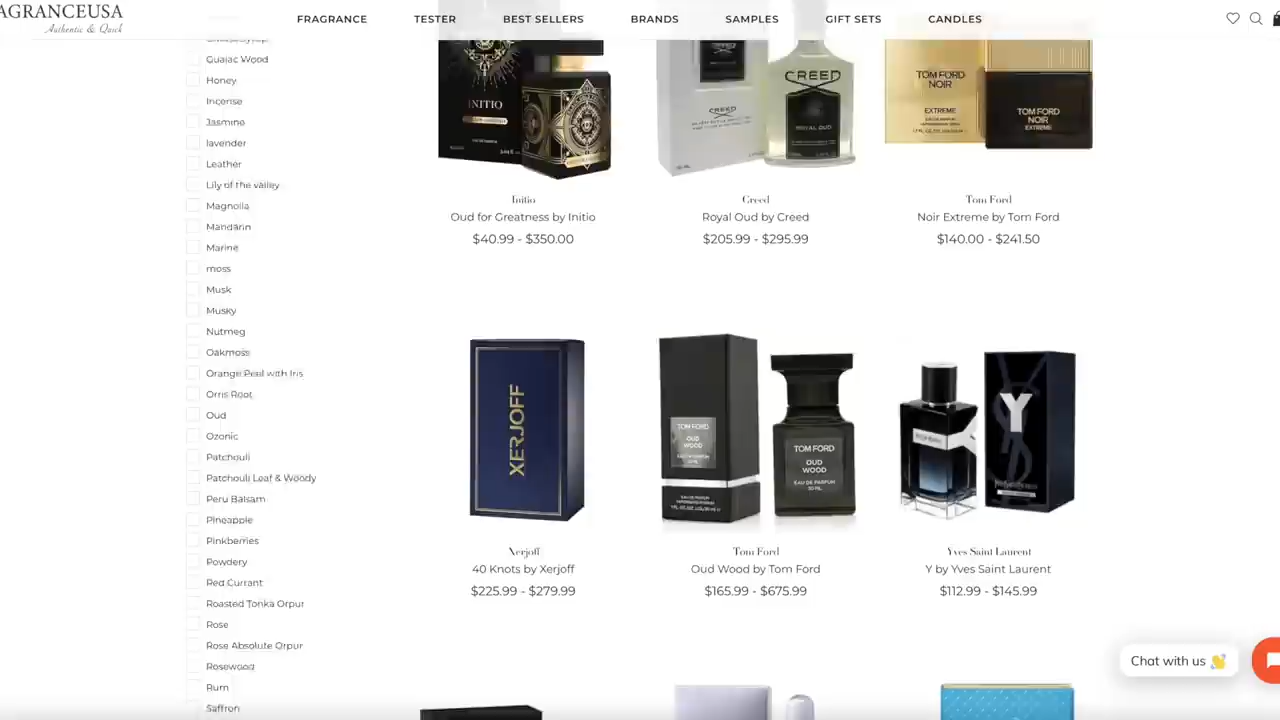 AGRANCEUSA
Authentic & Quick
FRAGRANCE
TESTER
BEST SELLERS
BRANDS
SAMPLES
GIFT SETS
CANDLES
Guaiac Wood
Honey
Incense
Jasmine
lavender
Leather
Lily of the valley
Magnolia
Mandarin
Marine
moss
Musk
Musky
Nutmeg
Oakmoss
Orange Peel with Iris
Orris Root
Oud
Ozonic
Patchouli
Patchouli Leaf & Woody
Peru Balsam
Pineapple
Pinkberries
Powdery
Red Currant
Roasted Tonka Orpur
Rose
Rose Absolute Orpur
Rosewood
Rum
Saffron
INITIO
CREED
CREED
ROYAL OUD
TOM FORD
NOIR
EXTREME
TOM FORD
NOIR
EXTREME
Initio
Oud for Greatness by Initio
$40.99 - $350.00
Creed
Royal Oud by Creed
$205.99 - $295.99
Tom Ford
Noir Extreme by Tom Ford
$140.00 - $241.50
XERJOFF
TOM FORD
OUD
WOOD
TOM FORD
OUD
WOOD
EAU DE PARFUM
Y
Xerjoff
40 Knots by Xerjoff
$225.99 - $279.99
Tom Ford
Oud Wood by Tom Ford
$165.99 - $675.99
Yves Saint Laurent
Y by Yves Saint Laurent
$112.99 - $145.99
Chat with us 👋